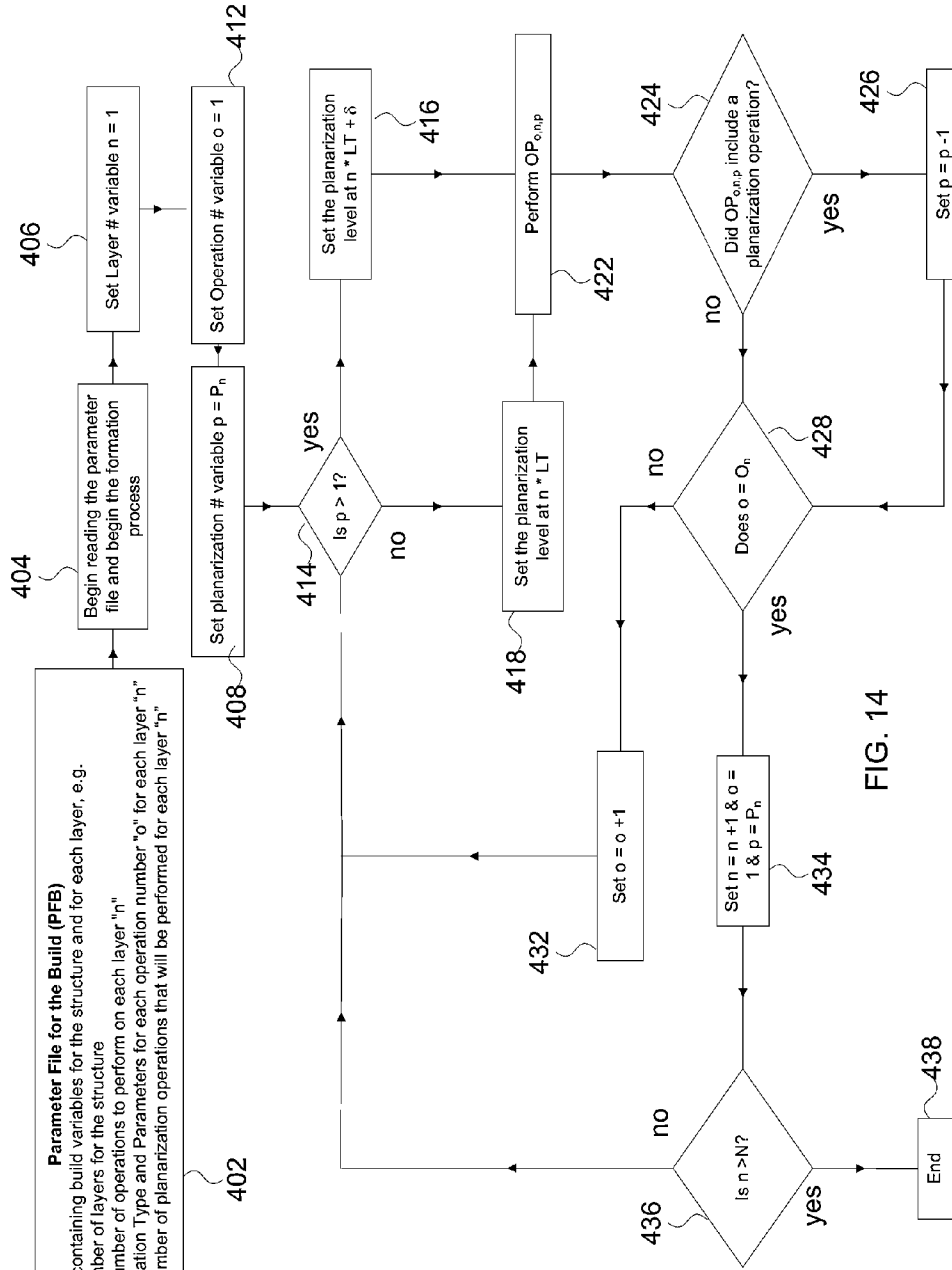 Parameter File for the Build (PFB)
containing build variables for the structure and for each layer, e.g.
of layers for the structure
of operations to perform on each layer "n"
Type and Parameters for each operation number "o" for each layer "n"
of planarization operations that will be performed for each layer "n"
402
404
Begin reading the parameter
file and begin the formation
process
406
Set Layer # variable n = 1
412
Set Operation # variable o = 1
408
Set planarization # variable p = Pn
414
Is p > 1?
yes
no
416
Set the planarization
level at n * LT + δ
418
Set the planarization
level at n * LT
422
Perform OPo,n,p
424
Did OPo,n,p include a
planarization operation?
no
yes
426
Set p = p -1
428
Does o = On
no
yes
432
Set o = o +1
434
Set n = n +1 & o =
1 & p = Pn
436
Is n >N?
no
yes
438
End
FIG. 14